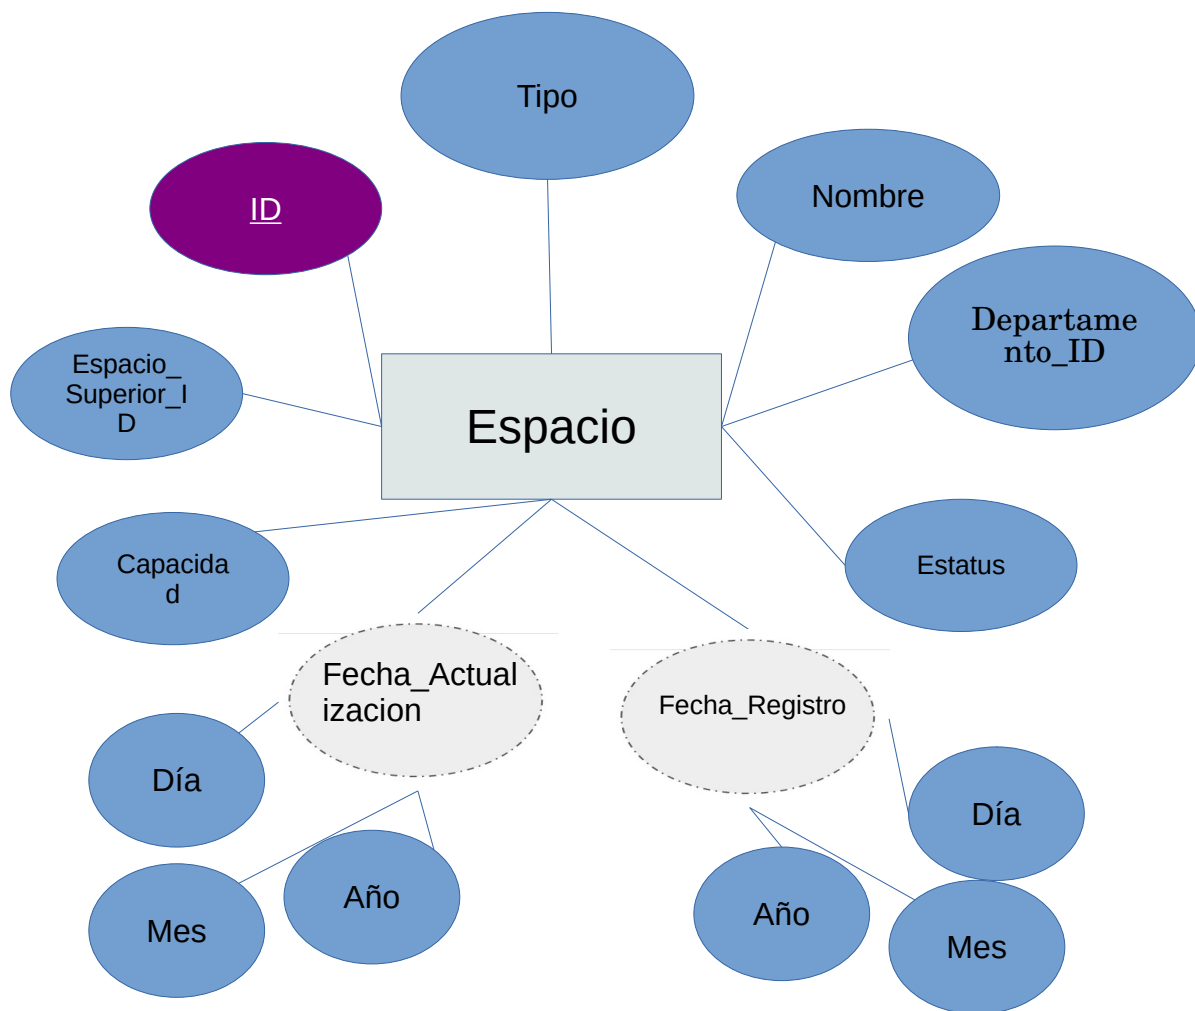 Tipo
ID
Nombre
Departame
nto_ID
Espacio_
Superior_I
D
Espacio
Capacida
d
Estatus
Fecha_Actual
izacion
Fecha_Registro
Día
Día
Mes
Año
Año
Mes